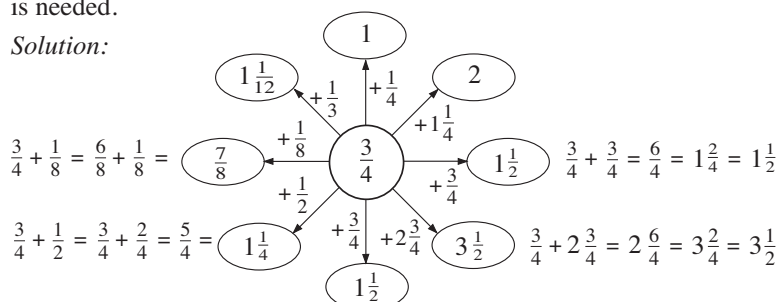 is needed.
Solution:
1
1 1/12
2
+ 1/3
+ 1/4
+ 1 1/4
3/4 + 1/8 = 6/8 + 1/8 =
7/8
+ 1/8
3/4
+ 3/4
1 1/2
3/4 + 3/4 = 6/4 = 1 2/4 = 1 1/2
3/4 + 1/2 = 3/4 + 2/4 = 5/4 =
1 1/4
+ 1/2
+ 3/4
+ 2 3/4
3 1/2
3/4 + 2 3/4 = 2 6/4 = 3 2/4 = 3 1/2
1 1/2